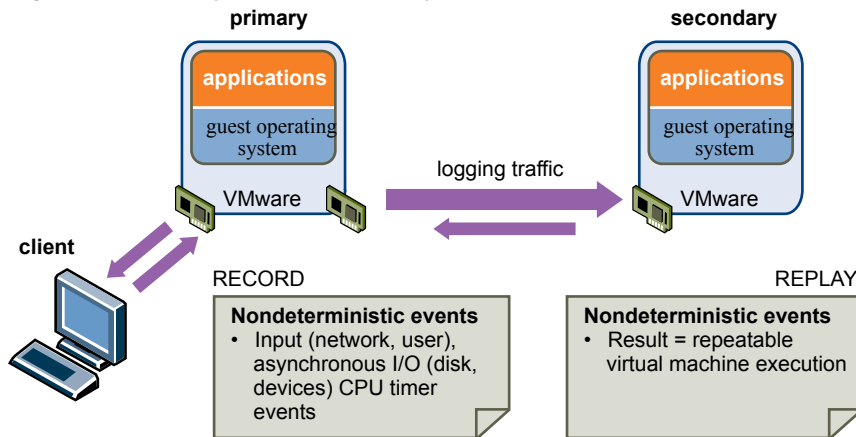 primary
secondary
applications
applications
guest operating
system
guest operating
system
logging traffic
VMware
VMware
client
RECORD
REPLAY
Nondeterministic events
• Input (network, user),
asynchronous I/O (disk,
devices) CPU timer
events
Nondeterministic events
• Result = repeatable
virtual machine execution